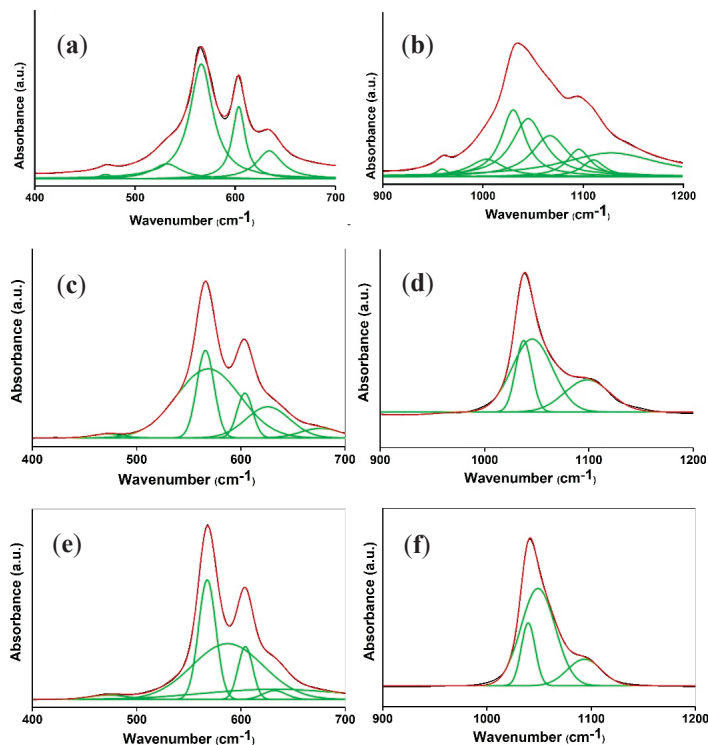 (a)
Absorbance (a.u.)
400 500 600 700
Wavenumber (cm-1)
(b)
Absorbance (a.u.)
900 1000 1100 1200
Wavenumber (cm-1)
(c)
Absorbance (a.u.)
400 500 600 700
Wavenumber (cm-1)
(d)
Absorbance (a.u.)
900 1000 1100 1200
Wavenumber (cm-1)
(e)
Absorbance (a.u.)
400 500 600 700
Wavenumber (cm-1)
(f)
Absorbance (a.u.)
900 1000 1100 1200
Wavenumber (cm-1)